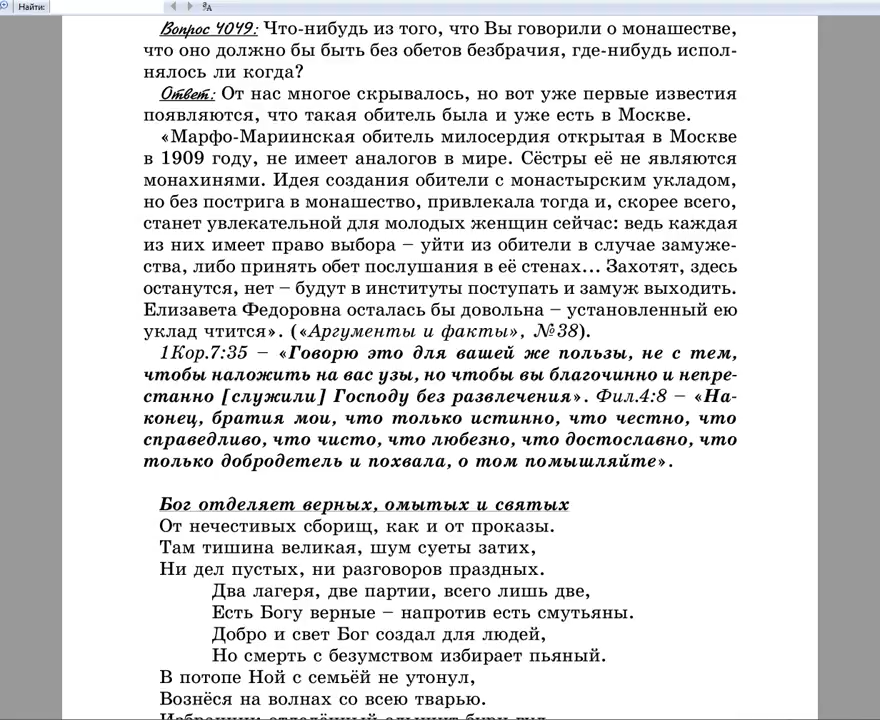 Найти:
Вопрос 4049: Что-нибудь из того, что Вы говорили о монашестве,
что оно должно бы быть без обетов безбрачия, где-нибудь испол-
нялось ли когда?
Ответ: От нас многое скрывалось, но вот уже первые известия
появляются, что такая обитель была и уже есть в Москве.
«Марфо-Мариинская обитель милосердия открытая в Москве
в 1909 году, не имеет аналогов в мире. Сёстры её не являются
монахинями. Идея создания обители с монастырским укладом,
но без пострига в монашество, привлекала тогда и, скорее всего,
станет увлекательной для молодых женщин сейчас: ведь каждая
из них имеет право выбора – уйти из обители в случае замуже-
ства, либо принять обет послушания в её стенах... Захотят, здесь
останутся, нет – будут в институты поступать и замуж выходить.
Елизавета Федоровна осталась бы довольна – установленный ею
уклад чтится». («Аргументы и факты», №38).
1Кор.7:35 – «Говорю это для вашей же пользы, не с тем,
чтобы наложить на вас узы, но чтобы вы благочинно и непре-
станно [служили] Господу без развлечения». Фил.4:8 – «На-
конец, братия мои, что только истинно, что честно, что
справедливо, что чисто, что любезно, что достославно, что
только добродетель и похвала, о том помышляйте».
Бог отделяет верных, омытых и святых
От нечестивых сборищ, как и от проказы.
Там тишина великая, шум суеты затих,
Ни дел пустых, ни разговоров праздных.
Два лагеря, две партии, всего лишь две,
Есть Богу верные – напротив есть смутьяны.
Добро и свет Бог создал для людей,
Но смерть с безумством избирает пьяный.
В потопе Ной с семьёй не утонул,
Вознёся на волнах со всею тварью.